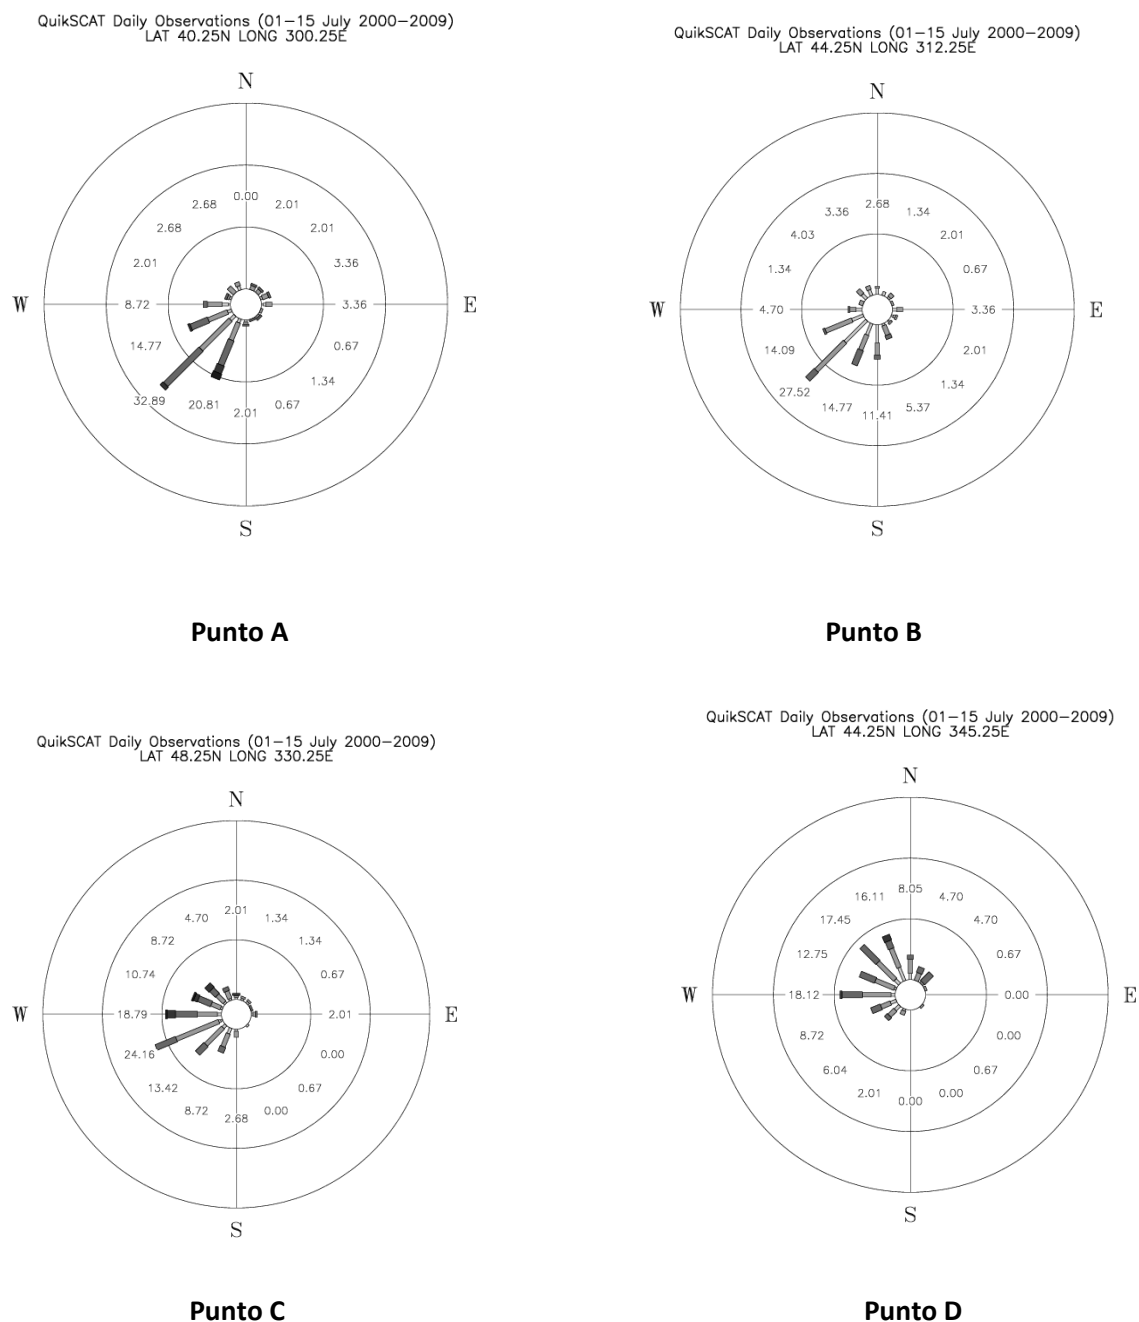 QuikSCAT Daily Observations (01–15 July 2000–2009)
LAT 40.25N LONG 300.25E
N
0.00
2.68
2.01
2.68
2.01
2.01
3.36
W
8.72
3.36
E
14.77
0.67
1.34
32.89
20.81
2.01
0.67
S
Punto A
QuikSCAT Daily Observations (01–15 July 2000–2009)
LAT 44.25N LONG 312.25E
N
2.68
3.36
1.34
4.03
2.01
1.34
0.67
W
4.70
3.36
E
14.09
2.01
27.52
1.34
14.77
11.41
5.37
S
Punto B
QuikSCAT Daily Observations (01–15 July 2000–2009)
LAT 48.25N LONG 330.25E
N
2.01
4.70
1.34
8.72
1.34
10.74
0.67
W
18.79
2.01
E
24.16
0.00
13.42
0.67
8.72
2.68
0.00
S
Punto C
QuikSCAT Daily Observations (01–15 July 2000–2009)
LAT 44.25N LONG 345.25E
N
8.05
16.11
4.70
17.45
4.70
12.75
0.67
W
18.12
0.00
E
8.72
0.00
6.04
0.67
2.01
0.00
0.00
S
Punto D